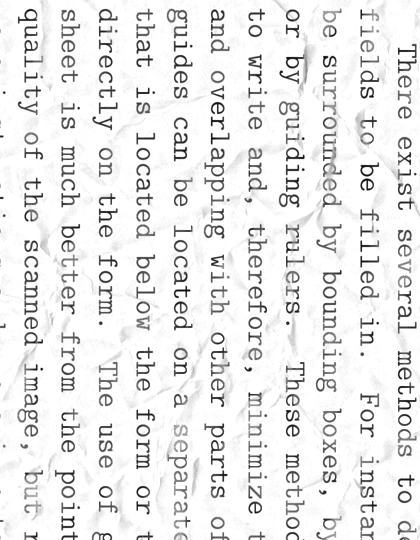 There exist several methods to de
fields to be filled in. For instan
be surrounded by bounding boxes, by
or by guiding rulers. These method
to write and, therefore, minimize t
and overlapping with other parts of
guides can be located on a separate
that is located below the form or t
directly on the form. The use of g
sheet is much better from the point
quality of the scanned image, but r